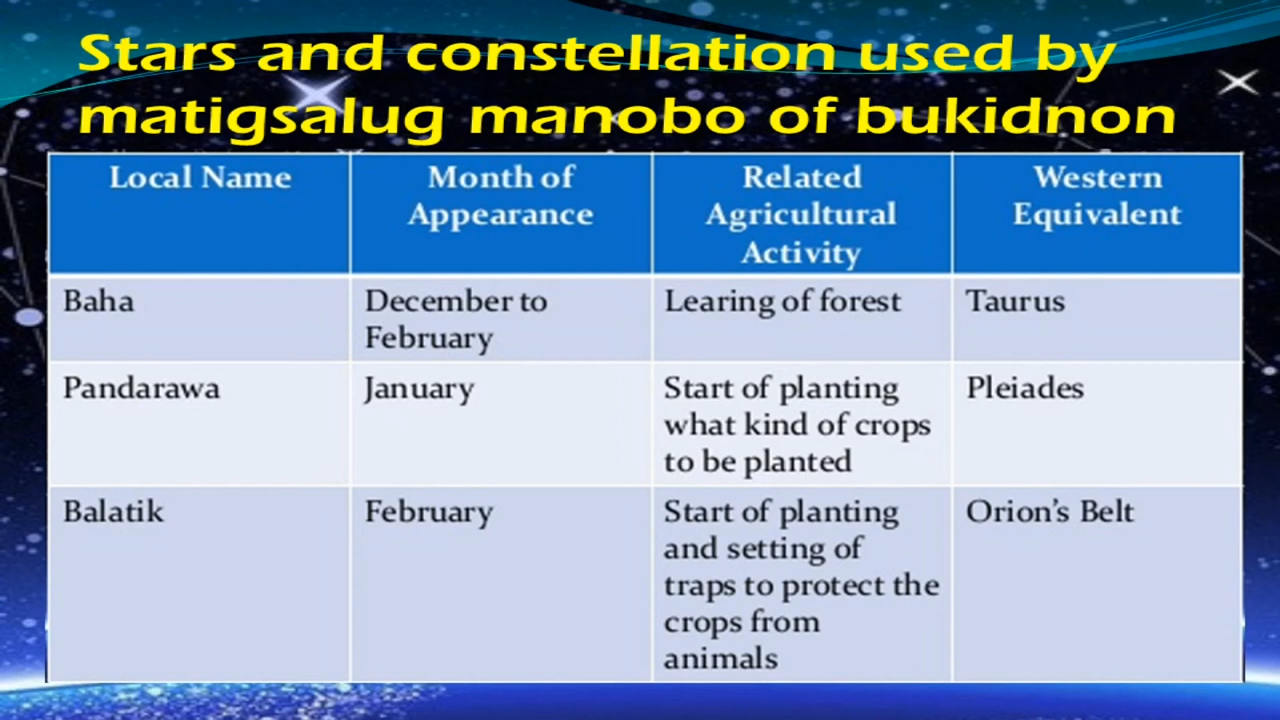 Stars and constellation used by
matigsalug manobo of bukidnon
Local Name
Month of
Appearance
Related
Agricultural
Activity
Western
Equivalent
Baha
December to
February
Learing of forest
Taurus
Pandarawa
January
Start of planting
what kind of crops
to be planted
Pleiades
Balatik
February
Start of planting
and setting of
traps to protect the
crops from
animals
Orion’s Belt